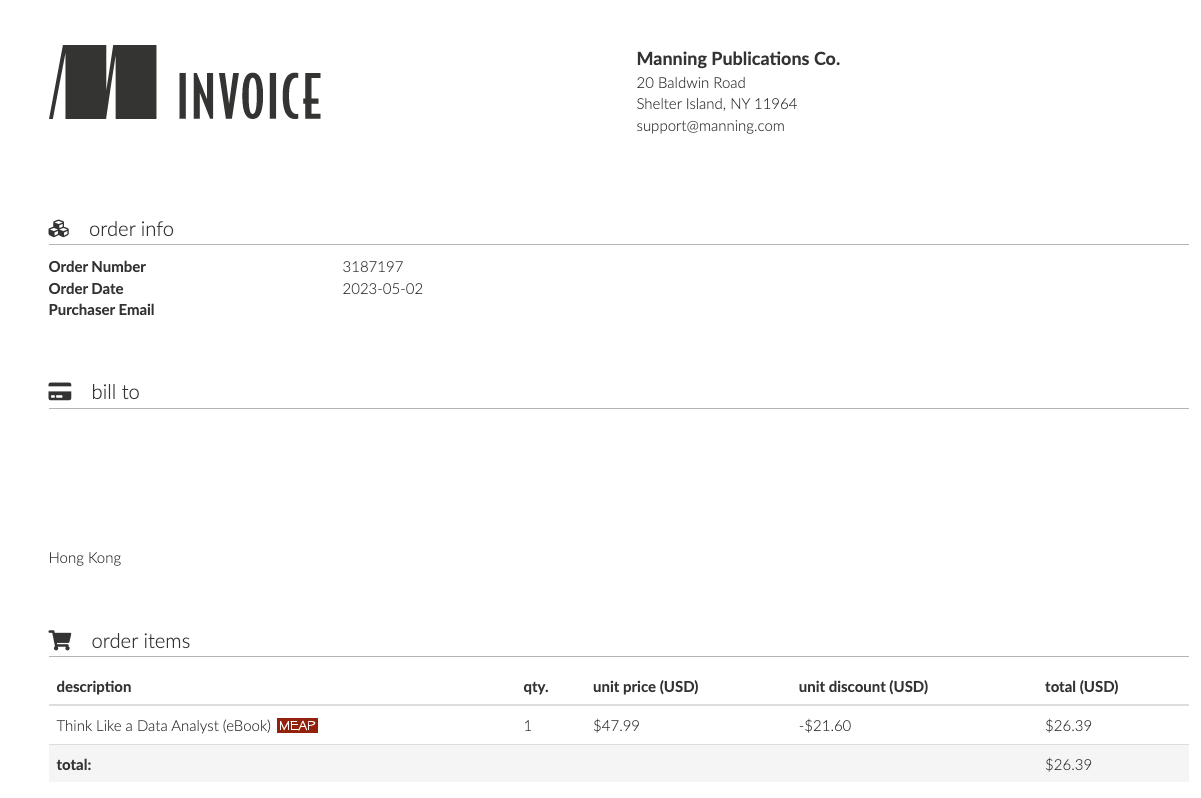 M INVOICE
Manning Publications Co.
20 Baldwin Road
Shelter Island, NY 11964
support@manning.com
order info
Order Number 3187197
Order Date 2023-05-02
Purchaser Email
bill to
Hong Kong
order items
description qty. unit price (USD) unit discount (USD) total (USD)
Think Like a Data Analyst (eBook) MEAP 1 $47.99 -$21.60 $26.39
total: $26.39